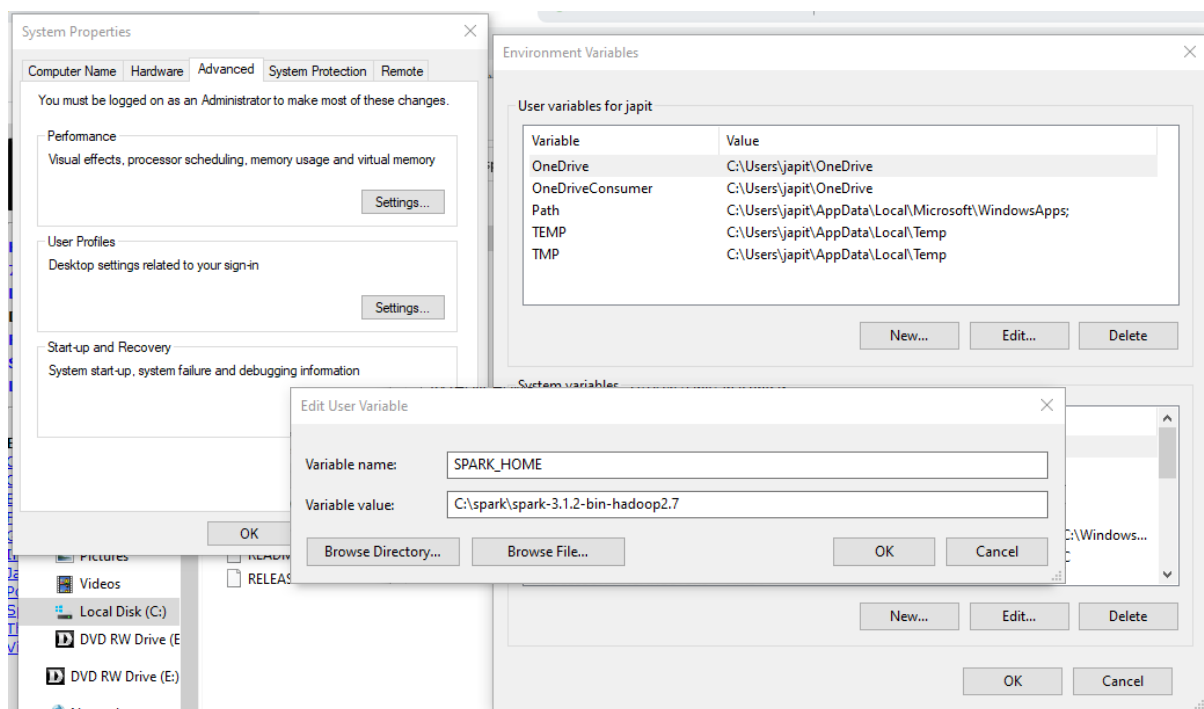 System Properties
Computer Name Hardware Advanced System Protection Remote
You must be logged on as an Administrator to make most of these changes.
Performance
Visual effects, processor scheduling, memory usage and virtual memory
Settings...
User Profiles
Desktop settings related to your sign-in
Settings...
Start-up and Recovery
System start-up, system failure and debugging information
OK
Environment Variables
User variables for japit
Variable Value
OneDrive C:\Users\japit\OneDrive
OneDriveConsumer C:\Users\japit\OneDrive
Path C:\Users\japit\AppData\Local\Microsoft\WindowsApps;
TEMP C:\Users\japit\AppData\Local\Temp
TMP C:\Users\japit\AppData\Local\Temp
New... Edit... Delete
System variables
Edit User Variable
Variable name: SPARK_HOME
Variable value: C:\spark\spark-3.1.2-bin-hadoop2.7
Browse Directory... Browse File... OK Cancel
C:\Windows...
New... Edit... Delete
OK Cancel
Pictures
Videos
Local Disk (C:)
DVD RW Drive (E
DVD RW Drive (E:)
READM
RELEAS